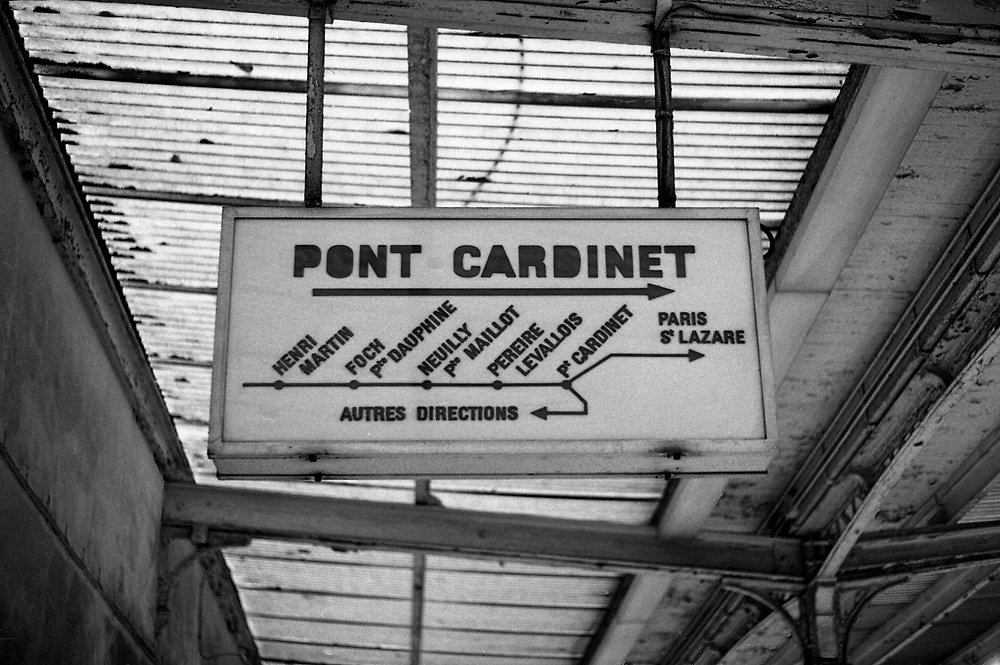 PONT CARDINET
HENRI
MARTIN
FOCH
Pte DAUPHINE
NEUILLY
Pte MAILLOT
PEREIRE
LEVALLOIS
Pt CARDINET
PARIS
St LAZARE
AUTRES DIRECTIONS